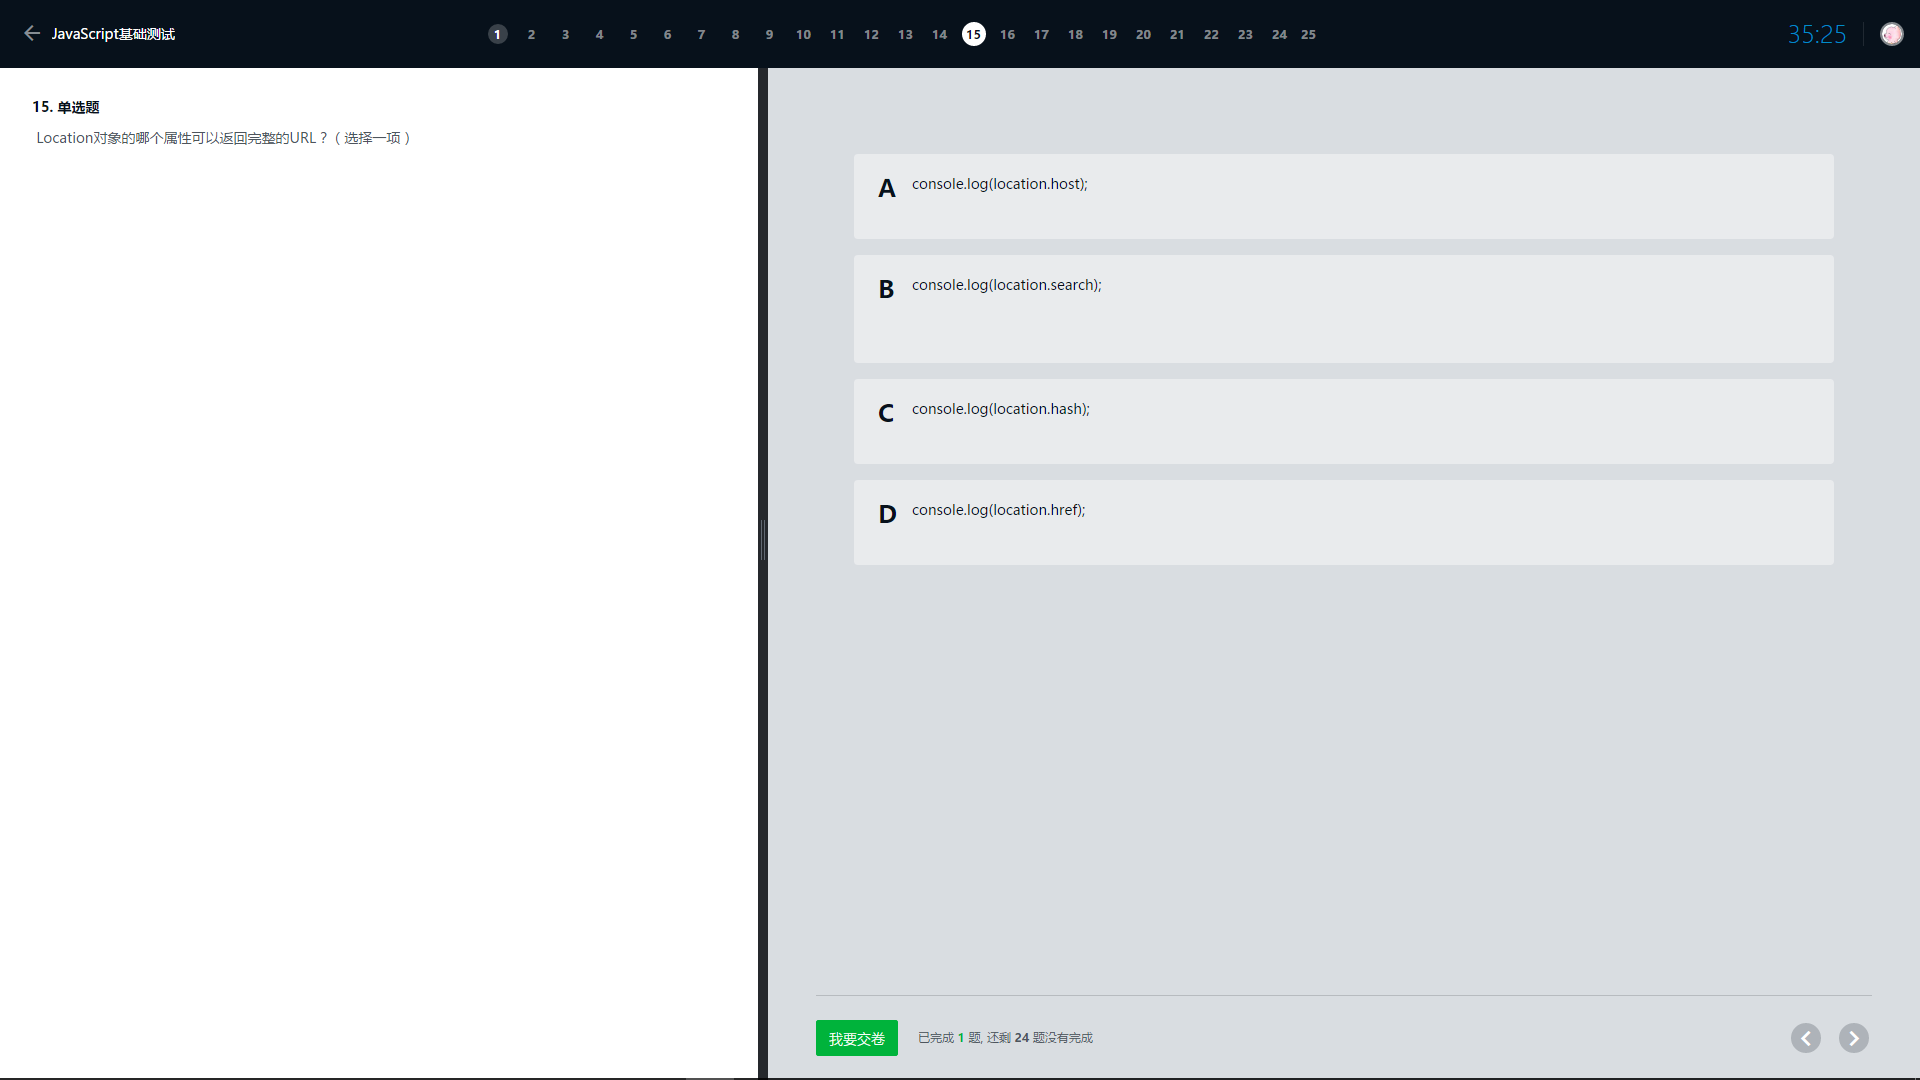 JavaScript基础测试
1 2 3 4 5 6 7 8 9 10 11 12 13 14 15 16 17 18 19 20 21 22 23 24 25
35:25
15. 单选题
Location对象的哪个属性可以返回完整的URL？（选择一项）
A console.log(location.host);
B console.log(location.search);
C console.log(location.hash);
D console.log(location.href);
我要交卷
已完成 1 题, 还剩 24 题没有完成